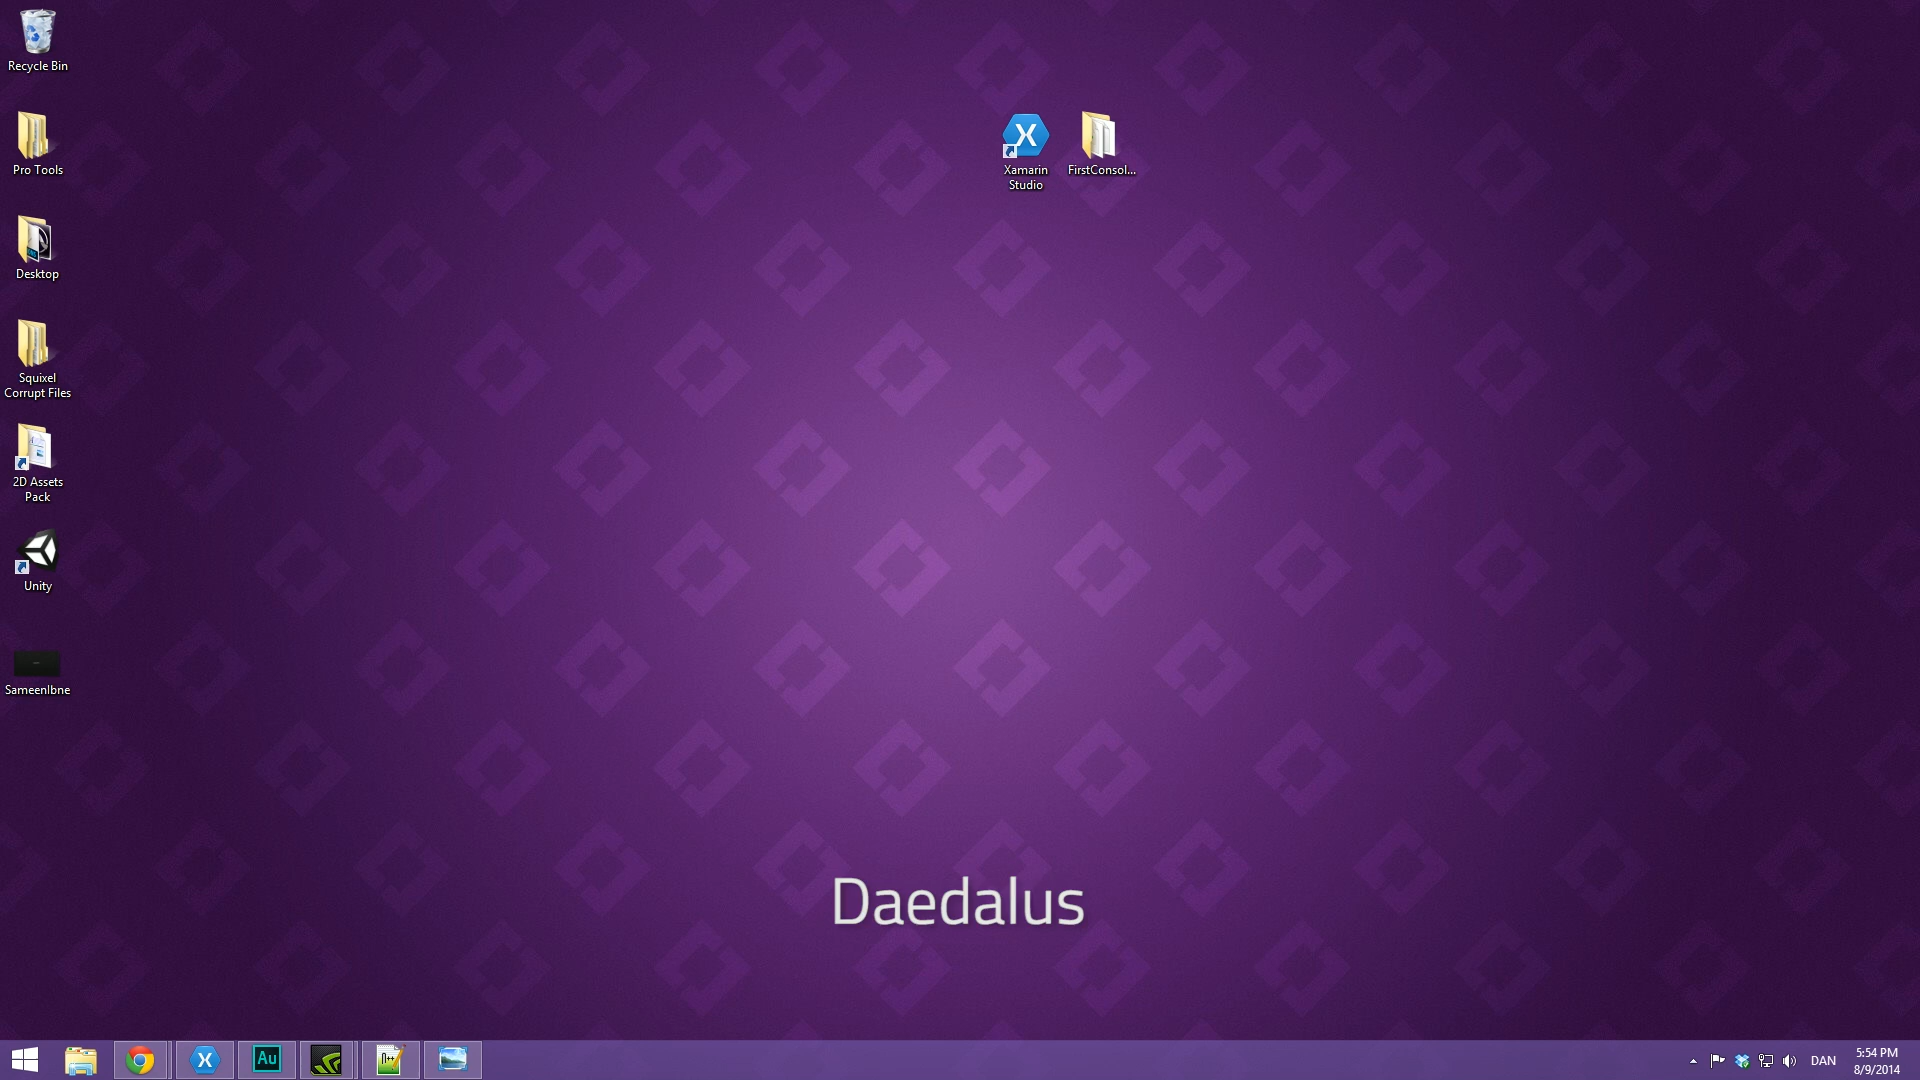 Recycle Bin
Pro Tools
Desktop
Squixel
Corrupt Files
2D Assets
Pack
Unity
SameenIbne
Xamarin
Studio
FirstConsol...
Daedalus
Au
n++
DAN
5:54 PM
8/9/2014